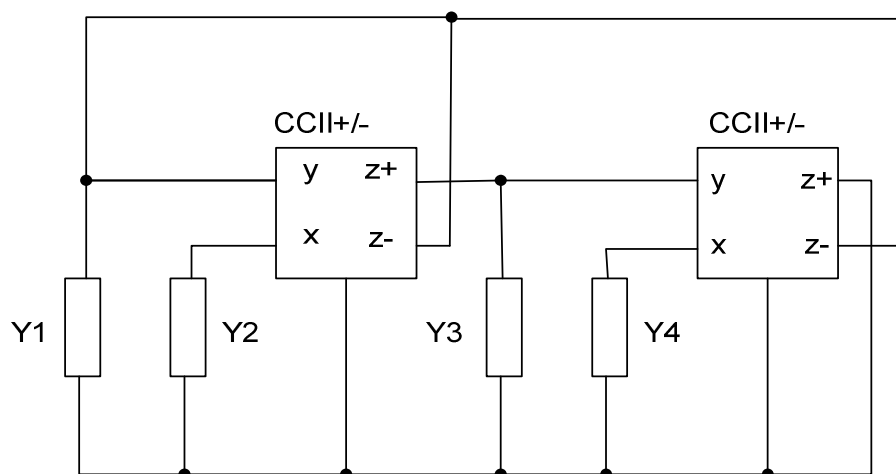 CCII+/-
CCII+/-
y z+
x z-
y z+
x z-
Y1
Y2
Y3
Y4